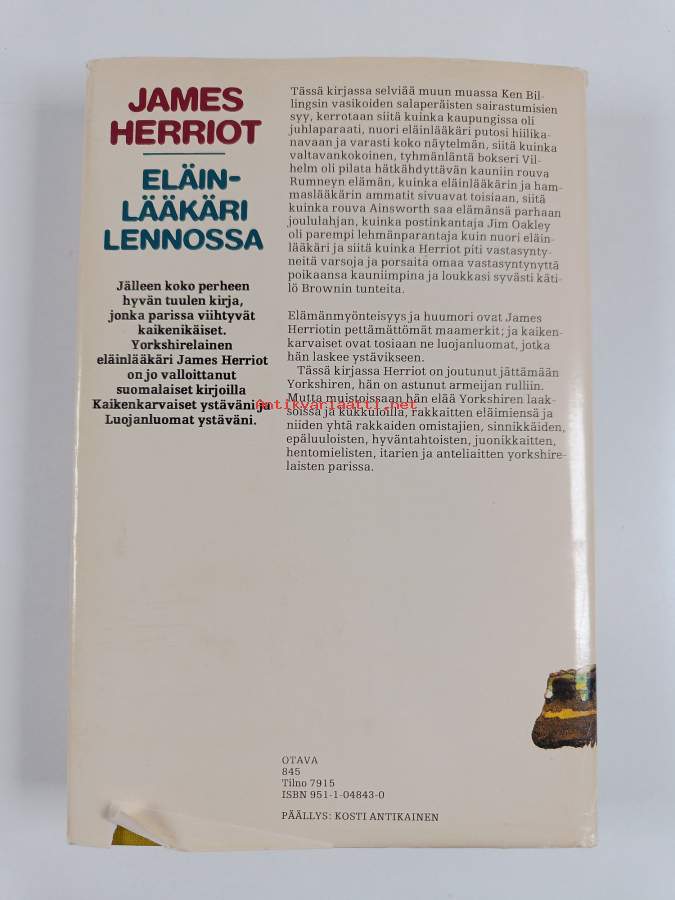 JAMES
HERRIOT
ELÄIN-
LÄÄKÄRI
LENNOSSA
Jälleen koko perheen
hyvän tuulen kirja,
jonka parissa viihtyvät
kaikenikäiset.
Yorkshirelainen
eläinlääkäri James Herriot
on jo valloittanut
suomalaiset kirjoilla
Kaikenkarvaiset ystäväni ja
Luojanluomat ystäväni.
Tässä kirjassa selviää muun muassa Ken Bil-
lingsin vasikoiden salaperäisten sairastumisien
syy, kerrotaan siitä kuinka kaupungissa oli
juhlaparaati, nuori eläinlääkäri putosi hiilika-
navaan ja varasti koko näytelmän, siitä kuinka
valtavankokoinen, tyhmänläntä bokseri Vil-
helm oli pilata hätkähdyttävän kauniin rouva
Rumneyn elämän, kuinka eläinlääkärin ja ham-
maslääkärin ammatit sivuavat toisiaan, siitä
kuinka rouva Ainsworth saa elämänsä parhaan
joululahjan, kuinka postinkantaja Jim Oakley
oli parempi lehmänparantaja kuin nuori eläin-
lääkäri ja siitä kuinka Herriot piti vastasynty-
neitä varsoja ja porsaita omaa vastasyntynyttä
poikaansa kauniimpina ja loukkasi syvästi käti-
lö Brownin tunteita.
Elämänmyönteisyys ja huumori ovat James
Herriotin pettämättömät maamerkit; ja kaiken-
karvaiset ovat tosiaan ne luojanluomat, jotka
hän laskee ystävikseen.
Tässä kirjassa Herriot on joutunut jättämään
Yorkshiren, hän on astunut armeijan rulliin.
Mutta muistoissaan hän elää Yorkshiren laak-
soissa ja kukkuloilla, rakkaitten eläimiensä ja
niiden yhtä rakkaiden omistajien, sinnikkäiden,
epäluuloisten, hyväntahtoisten, juonikkaitten,
hentomielisten, itarien ja anteliaitten yorkshire-
laisten parissa.
Antikvariaatti.net
OTAVA
845
Tilno 7915
ISBN 951-1-04843-0
PÄÄLLYS: KOSTI ANTIKAINEN